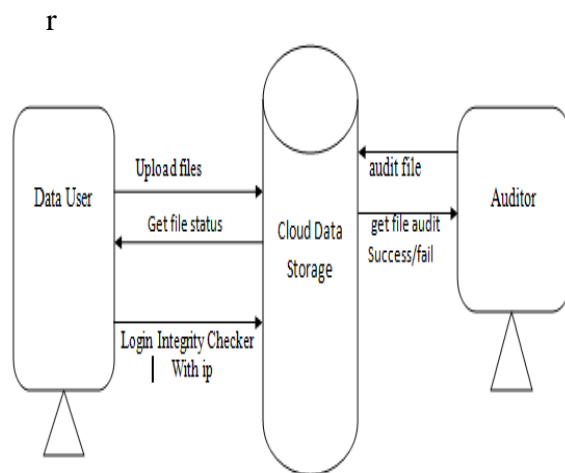 r
Upload files
Data User
Get file status
Login Integrity Checker
With ip
Cloud Data
Storage
audit file
Auditor
get file audit
Success/fail